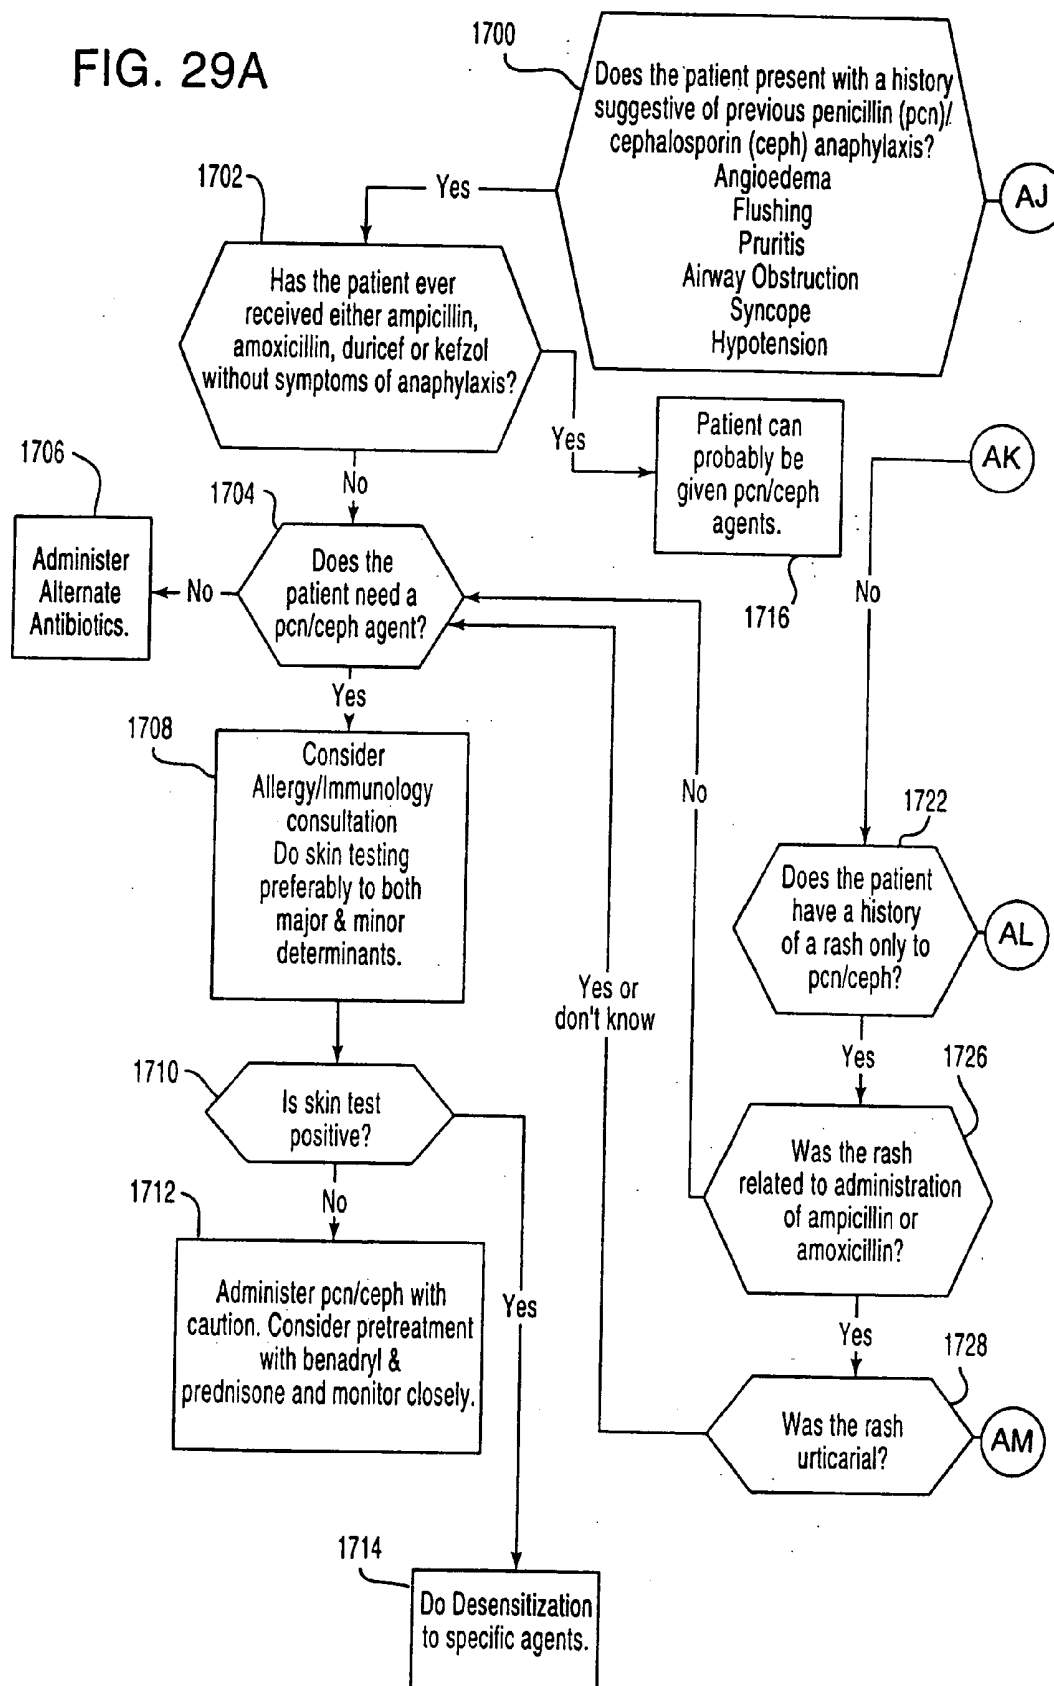 FIG. 29A
1700
Does the patient present with a history
suggestive of previous penicillin (pcn)/
cephalosporin (ceph) anaphylaxis?
Angioedema
Flushing
Pruritis
Airway Obstruction
Syncope
Hypotension
AJ
Yes
1702
Has the patient ever
received either ampicillin,
amoxicillin, duricef or kefzol
without symptoms of anaphylaxis?
Yes
Patient can
probably be
given pcn/ceph
agents.
1716
AK
No
No
1704
Does the
patient need a
pcn/ceph agent?
No
1706
Administer
Alternate
Antibiotics.
Yes
1708
Consider
Allergy/Immunology
consultation
Do skin testing
preferably to both
major & minor
determinants.
No
Yes or
don't know
1722
Does the patient
have a history
of a rash only to
pcn/ceph?
AL
Yes
1726
Was the rash
related to administration
of ampicillin or
amoxicillin?
1710
Is skin test
positive?
No
1712
Administer pcn/ceph with
caution. Consider pretreatment
with benadryl &
prednisone and monitor closely.
Yes
Yes
1728
Was the rash
urticarial?
AM
1714
Do Desensitization
to specific agents.